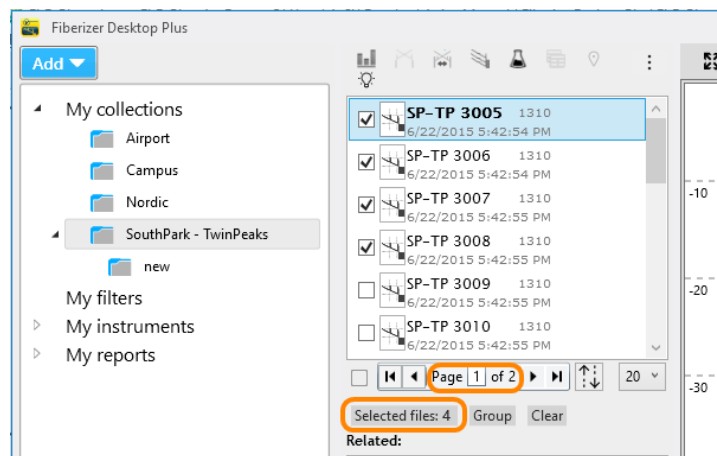 Fiberizer Desktop Plus
Add
My collections
Airport
Campus
Nordic
SouthPark - TwinPeaks
new
My filters
My instruments
My reports
SP-TP 3005 1310
6/22/2015 5:42:54 PM
SP-TP 3006 1310
6/22/2015 5:42:54 PM
SP-TP 3007 1310
6/22/2015 5:42:55 PM
SP-TP 3008 1310
6/22/2015 5:42:55 PM
SP-TP 3009 1310
6/22/2015 5:42:55 PM
SP-TP 3010 1310
6/22/2015 5:42:55 PM
Page 1 of 2
20
Selected files: 4 Group Clear
Related:
-10
-20
-30